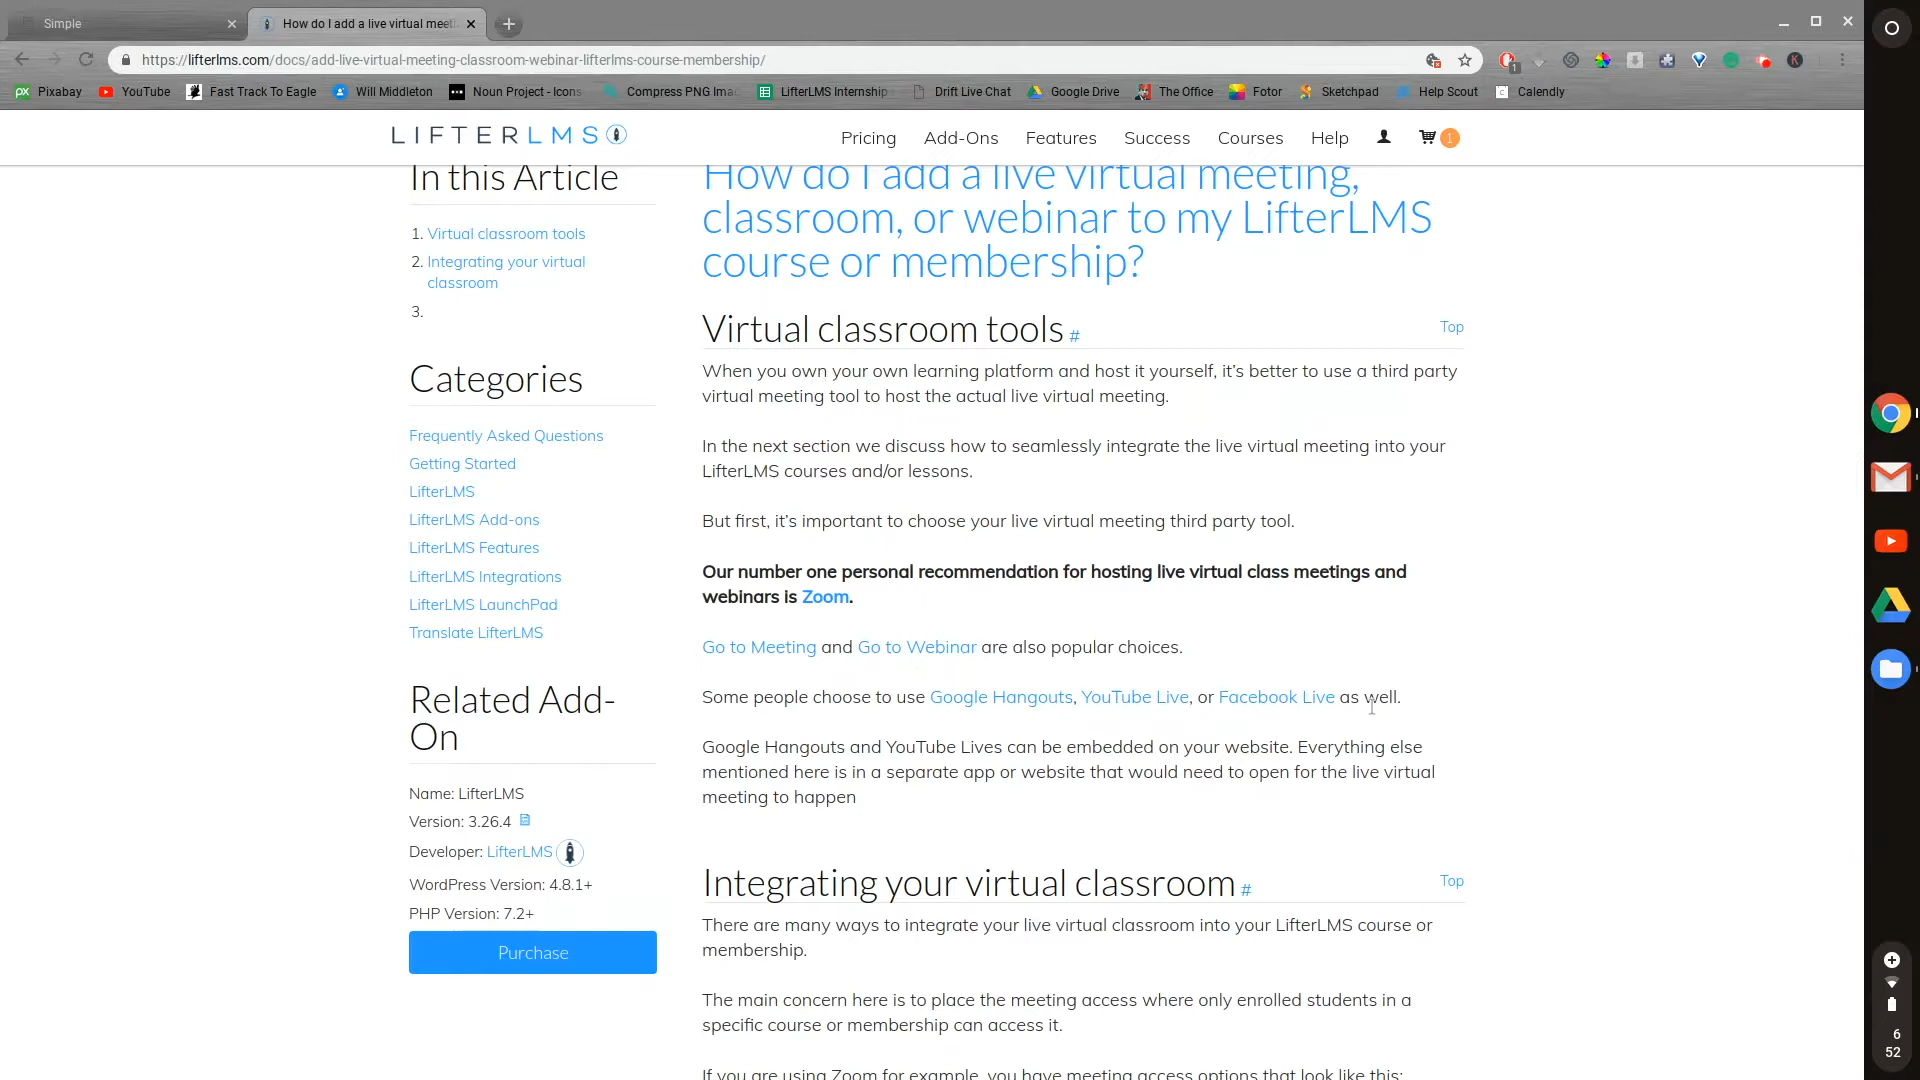 Simple
How do I add a live virtual meeti
https://lifterlms.com/docs/add-live-virtual-meeting-classroom-webinar-lifterlms-course-membership/
1
K
px Pixabay
YouTube
Fast Track To Eagle
Will Middleton
Noun Project - Icons
Compress PNG Ima
LifterLMS Internship
Drift Live Chat
Google Drive
The Office
Fotor
Sketchpad
Help Scout
C Calendly
LIFTERLMS
Pricing Add-Ons Features Success Courses Help 1
In this Article
1. Virtual classroom tools
2. Integrating your virtual
classroom
3.
Categories
Frequently Asked Questions
Getting Started
LifterLMS
LifterLMS Add-ons
LifterLMS Features
LifterLMS Integrations
LifterLMS LaunchPad
Translate LifterLMS
Related Add-
On
Name: LifterLMS
Version: 3.26.4
Developer: LifterLMS
WordPress Version: 4.8.1+
PHP Version: 7.2+
Purchase
How do I add a live virtual meeting,
classroom, or webinar to my LifterLMS
course or membership?
Virtual classroom tools #
Top
When you own your own learning platform and host it yourself, it's better to use a third party
virtual meeting tool to host the actual live virtual meeting.
In the next section we discuss how to seamlessly integrate the live virtual meeting into your
LifterLMS courses and/or lessons.
But first, it's important to choose your live virtual meeting third party tool.
Our number one personal recommendation for hosting live virtual class meetings and
webinars is Zoom.
Go to Meeting and Go to Webinar are also popular choices.
Some people choose to use Google Hangouts, YouTube Live, or Facebook Live as well.
Google Hangouts and YouTube Lives can be embedded on your website. Everything else
mentioned here is in a separate app or website that would need to open for the live virtual
meeting to happen
Integrating your virtual classroom #
Top
There are many ways to integrate your live virtual classroom into your LifterLMS course or
membership.
The main concern here is to place the meeting access where only enrolled students in a
specific course or membership can access it.
If you are using Zoom for example, you have meeting access options that look like this:
6
52